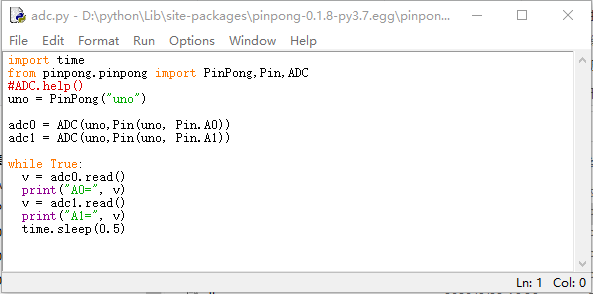 adc.py - D:\python\Lib\site-packages\pinpong-0.1.8-py3.7.egg\pinpon...
File Edit Format Run Options Window Help
import time
from pinpong.pinpong import PinPong,Pin,ADC
#ADC.help()
uno = PinPong("uno")
adc0 = ADC(uno,Pin(uno, Pin.A0))
adc1 = ADC(uno,Pin(uno, Pin.A1))
while True:
  v = adc0.read()
  print("A0=", v)
  v = adc1.read()
  print("A1=", v)
  time.sleep(0.5)
Ln: 1 Col: 0